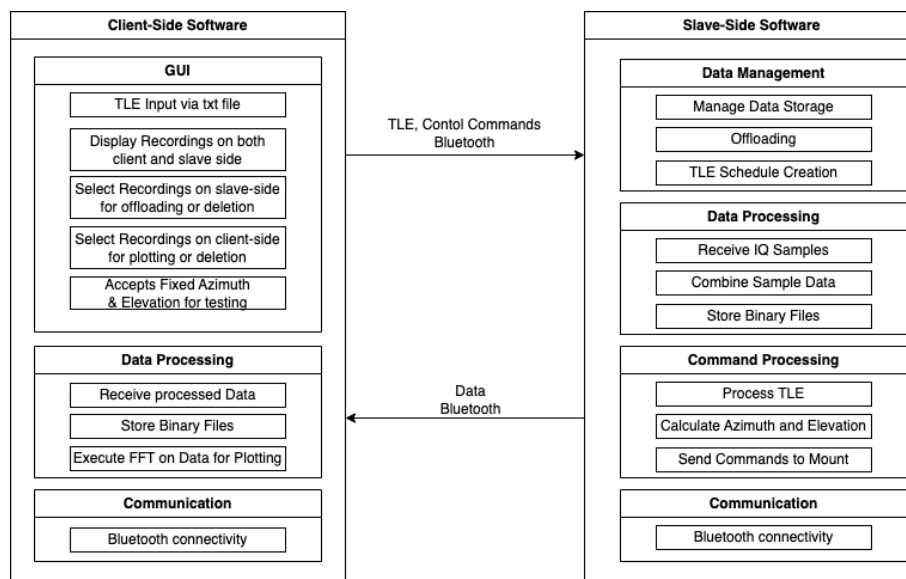 Client-Side Software
GUI
TLE Input via txt file
Display Recordings on both
client and slave side
Select Recordings on slave-side
for offloading or deletion
Select Recordings on client-side
for plotting or deletion
Accepts Fixed Azimuth
& Elevation for testing
Data Processing
Receive processed Data
Store Binary Files
Execute FFT on Data for Plotting
Communication
Bluetooth connectivity
TLE, Contol Commands
Bluetooth
Data
Bluetooth
Slave-Side Software
Data Management
Manage Data Storage
Offloading
TLE Schedule Creation
Data Processing
Receive IQ Samples
Combine Sample Data
Store Binary Files
Command Processing
Process TLE
Calculate Azimuth and Elevation
Send Commands to Mount
Communication
Bluetooth connectivity